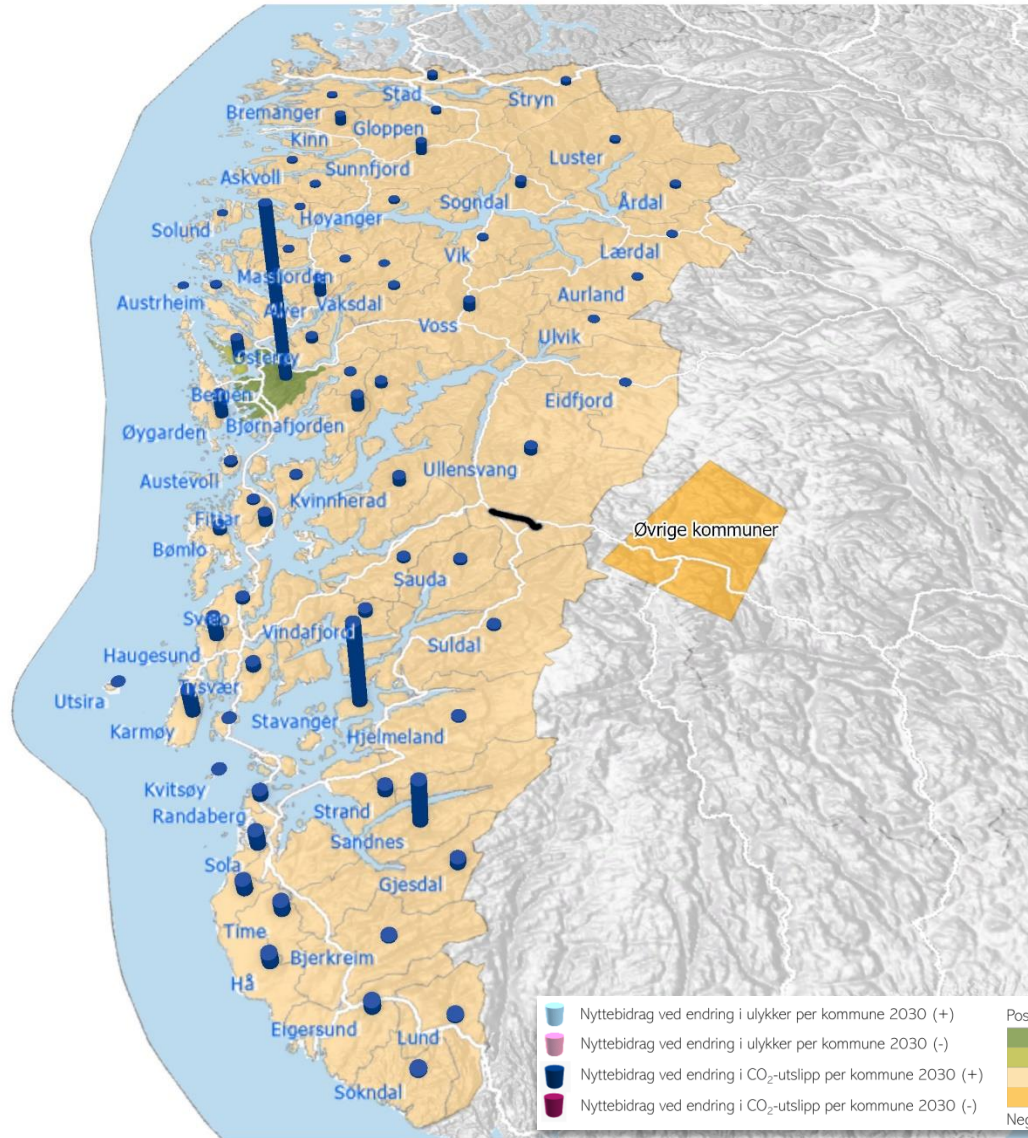 Stad
Stryn
Bremanger
Gloppen
Kinn
Sunnfjord
Luster
Askvoll
Sogndal
Årdal
Høyanger
Solund
Vik
Lærdal
Masfjorden
Austrheim
Alver
Vaksdal
Aurland
Voss
Ulvik
Osterøy
Eidfjord
Bergen
Bjørnafjorden
Øygarden
Ullensvang
Austevoll
Kvinnherad
Fitjar
Øvrige kommuner
Bømlo
Sauda
Sveio
Vindafjord
Suldal
Haugesund
Tysvær
Utsira
Karmøy
Stavanger
Hjelmeland
Kvitsøy
Strand
Randaberg
Sandnes
Sola
Gjesdal
Time
Bjerkreim
Hå
Eigersund
Lund
Sokndal
Nyttebidrag ved endring i ulykker per kommune 2030 (+)
Nyttebidrag ved endring i ulykker per kommune 2030 (-)
Nyttebidrag ved endring i CO₂-utslipp per kommune 2030 (+)
Nyttebidrag ved endring i CO₂-utslipp per kommune 2030 (-)
Pos
Neg